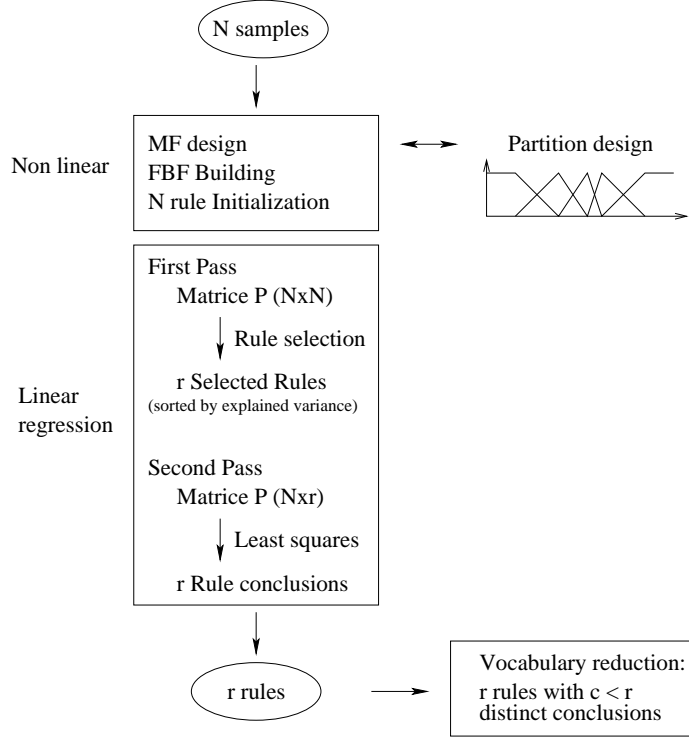 N samples
Non linear
MF design
FBF Building
N rule Initialization
Partition design
Linear
regression
First Pass
Matrice P (NxN)
Rule selection
r Selected Rules
(sorted by explained variance)
Second Pass
Matrice P (Nxr)
Least squares
r Rule conclusions
r rules
Vocabulary reduction:
r rules with c < r
distinct conclusions